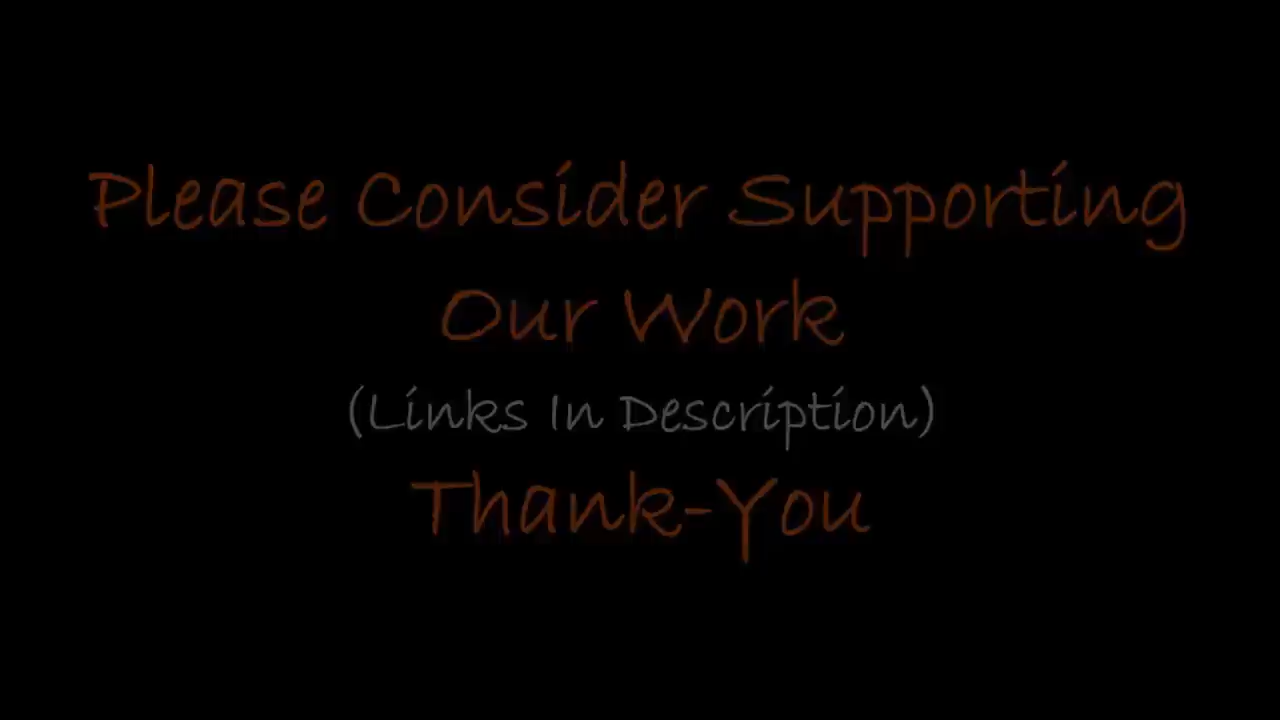 Please Consider Supporting
Our Work
(Links In Description)
Thank-You